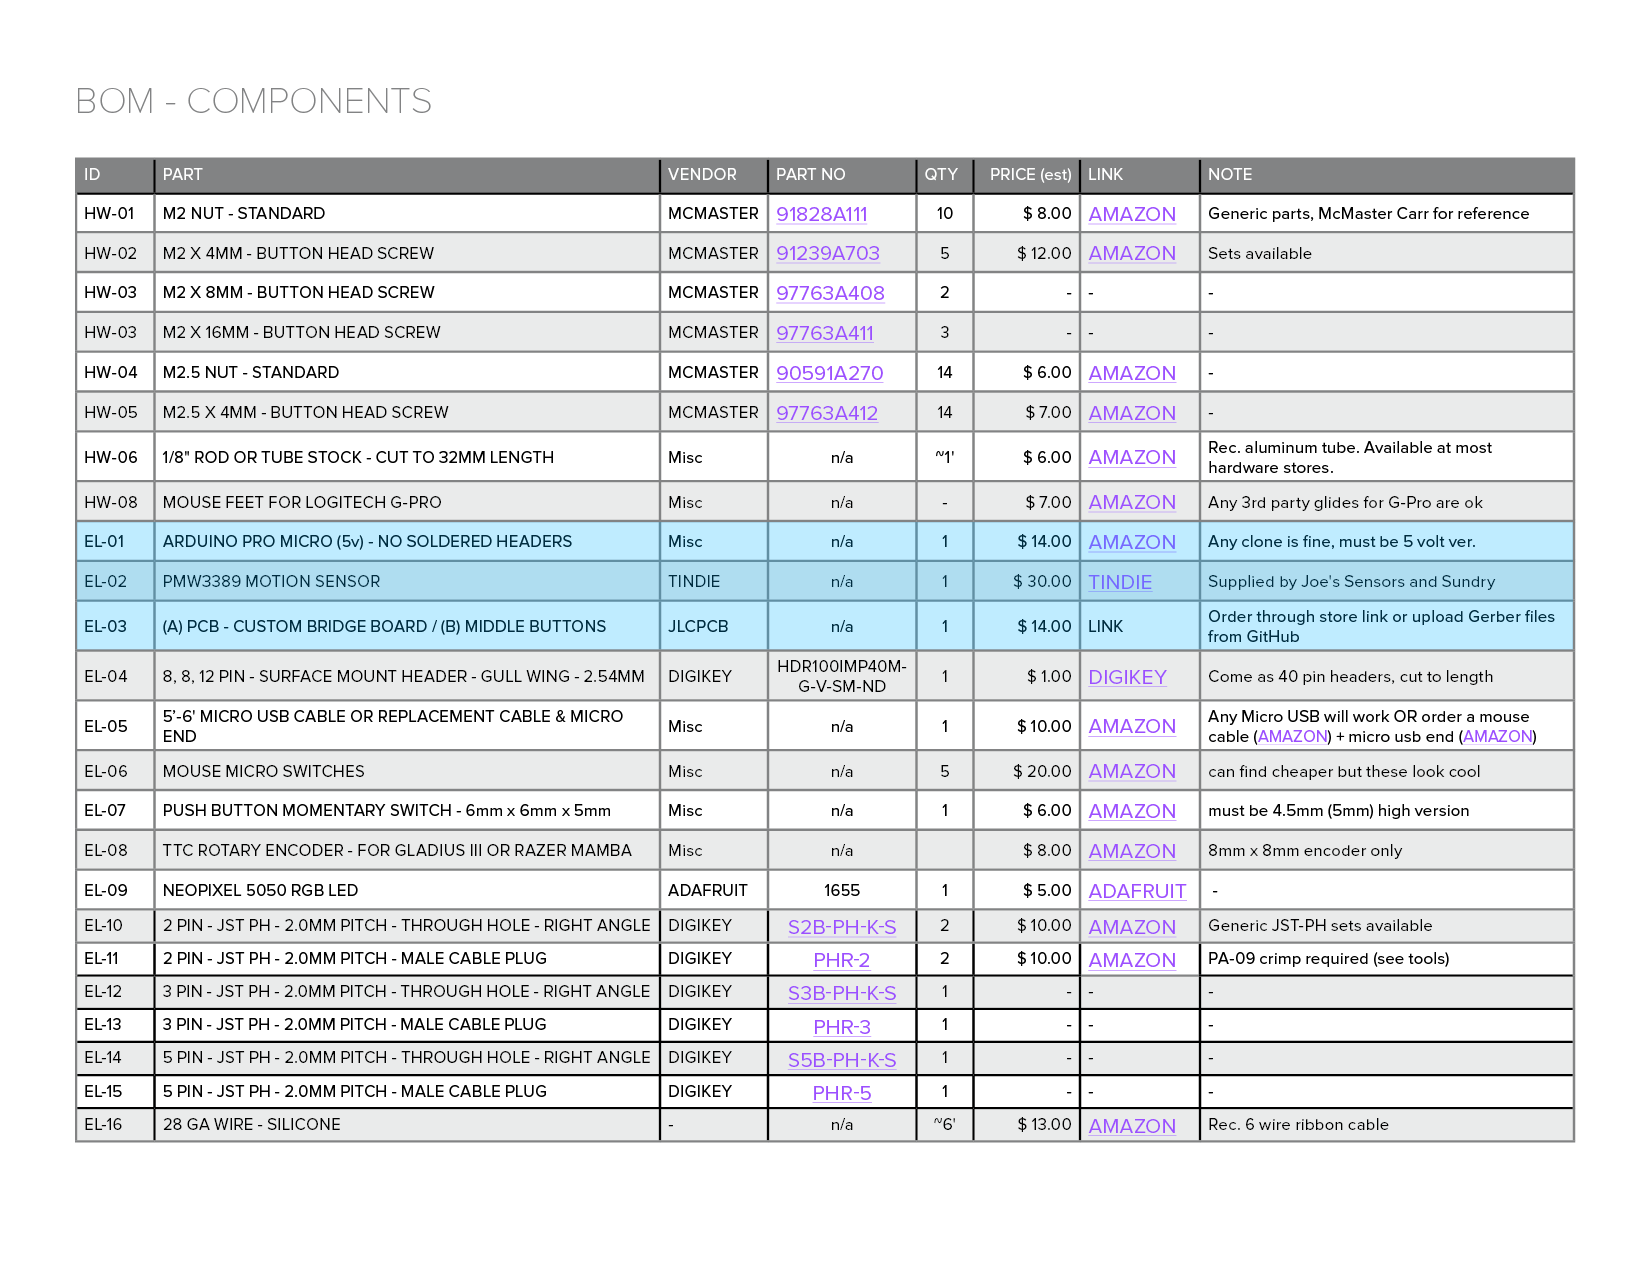 BOM - COMPONENTS
ID PART VENDOR PART NO QTY PRICE (est) LINK NOTE
HW-01 M2 NUT - STANDARD MCMASTER 91828A111 10 $ 8.00 AMAZON Generic parts, McMaster Carr for reference
HW-02 M2 X 4MM - BUTTON HEAD SCREW MCMASTER 91239A703 5 $ 12.00 AMAZON Sets available
HW-03 M2 X 8MM - BUTTON HEAD SCREW MCMASTER 97763A408 2 - - -
HW-03 M2 X 16MM - BUTTON HEAD SCREW MCMASTER 97763A411 3 - - -
HW-04 M2.5 NUT - STANDARD MCMASTER 90591A270 14 $ 6.00 AMAZON -
HW-05 M2.5 X 4MM - BUTTON HEAD SCREW MCMASTER 97763A412 14 $ 7.00 AMAZON -
HW-06 1/8" ROD OR TUBE STOCK - CUT TO 32MM LENGTH Misc n/a ~1' $ 6.00 AMAZON Rec. aluminum tube. Available at most
hardware stores.
HW-08 MOUSE FEET FOR LOGITECH G-PRO Misc n/a - $ 7.00 AMAZON Any 3rd party glides for G-Pro are ok
EL-01 ARDUINO PRO MICRO (5v) - NO SOLDERED HEADERS Misc n/a 1 $ 14.00 AMAZON Any clone is fine, must be 5 volt ver.
EL-02 PMW3389 MOTION SENSOR TINDIE n/a 1 $ 30.00 TINDIE Supplied by Joe's Sensors and Sundry
EL-03 (A) PCB - CUSTOM BRIDGE BOARD / (B) MIDDLE BUTTONS JLCPCB n/a 1 $ 14.00 LINK Order through store link or upload Gerber files
from GitHub
EL-04 8, 8, 12 PIN - SURFACE MOUNT HEADER - GULL WING - 2.54MM DIGIKEY HDR100IMP40M-
G-V-SM-ND 1 $ 1.00 DIGIKEY Come as 40 pin headers, cut to length
EL-05 5'-6' MICRO USB CABLE OR REPLACEMENT CABLE & MICRO
END Misc n/a 1 $ 10.00 AMAZON Any Micro USB will work OR order a mouse
cable (AMAZON) + micro usb end (AMAZON)
EL-06 MOUSE MICRO SWITCHES Misc n/a 5 $ 20.00 AMAZON can find cheaper but these look cool
EL-07 PUSH BUTTON MOMENTARY SWITCH - 6mm x 6mm x 5mm Misc n/a 1 $ 6.00 AMAZON must be 4.5mm (5mm) high version
EL-08 TTC ROTARY ENCODER - FOR GLADIUS III OR RAZER MAMBA Misc n/a $ 8.00 AMAZON 8mm x 8mm encoder only
EL-09 NEOPIXEL 5050 RGB LED ADAFRUIT 1655 1 $ 5.00 ADAFRUIT -
EL-10 2 PIN - JST PH - 2.0MM PITCH - THROUGH HOLE - RIGHT ANGLE DIGIKEY S2B-PH-K-S 2 $ 10.00 AMAZON Generic JST-PH sets available
EL-11 2 PIN - JST PH - 2.0MM PITCH - MALE CABLE PLUG DIGIKEY PHR-2 2 $ 10.00 AMAZON PA-09 crimp required (see tools)
EL-12 3 PIN - JST PH - 2.0MM PITCH - THROUGH HOLE - RIGHT ANGLE DIGIKEY S3B-PH-K-S 1 - - -
EL-13 3 PIN - JST PH - 2.0MM PITCH - MALE CABLE PLUG DIGIKEY PHR-3 1 - - -
EL-14 5 PIN - JST PH - 2.0MM PITCH - THROUGH HOLE - RIGHT ANGLE DIGIKEY S5B-PH-K-S 1 - - -
EL-15 5 PIN - JST PH - 2.0MM PITCH - MALE CABLE PLUG DIGIKEY PHR-5 1 - - -
EL-16 28 GA WIRE - SILICONE - n/a ~6' $ 13.00 AMAZON Rec. 6 wire ribbon cable